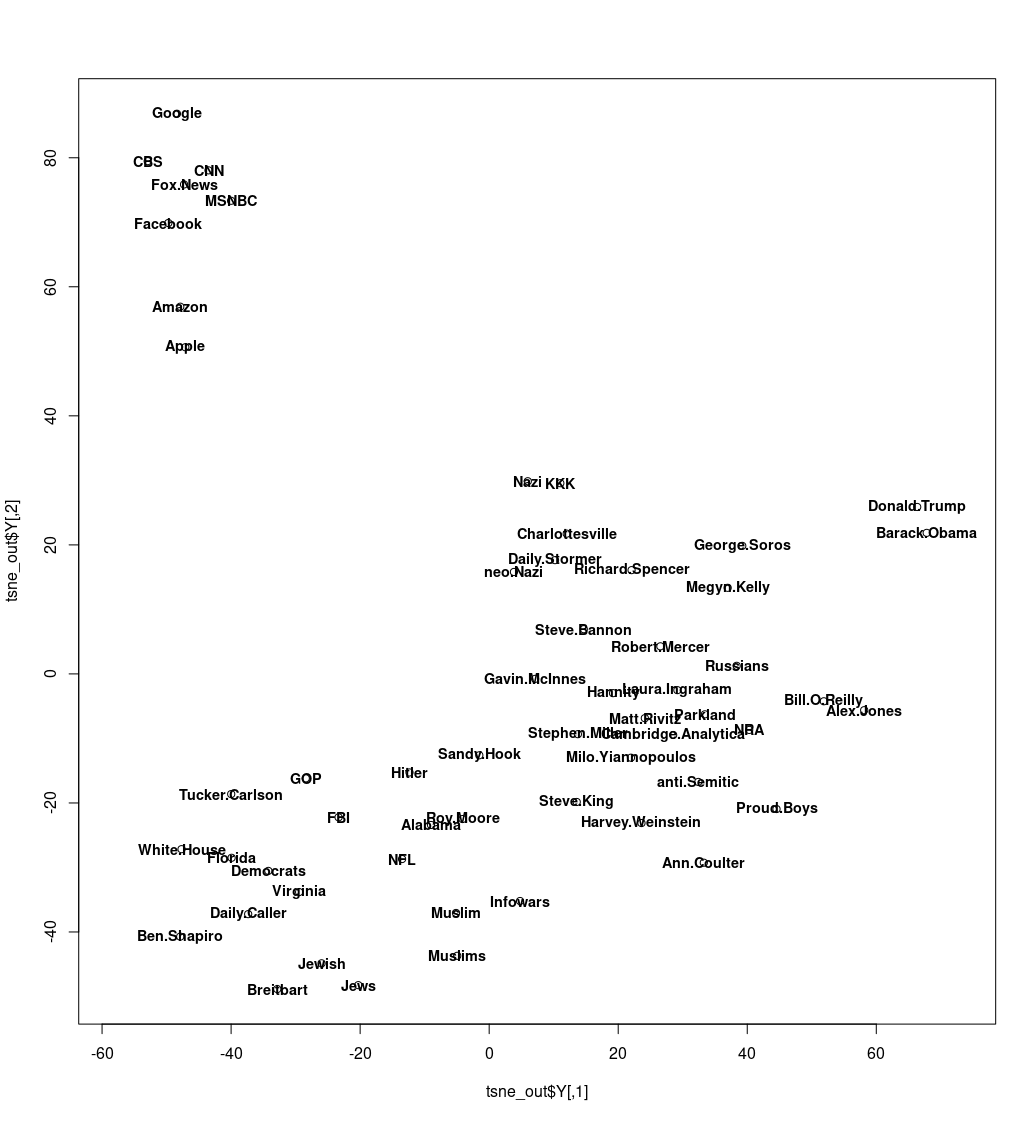 Google
CBS
CNN
Fox.News
MSNBC
Facebook
Amazon
Apple
Nazi
KKK
Donald.Trump
Charlottesville
Barack.Obama
George.Soros
Daily.Stormer
neo.Nazi
Richard.Spencer
Megyn.Kelly
Steve.Bannon
Robert.Mercer
Russians
Gavin.McInnes
Hannity
Laura.Ingraham
Bill.O.Reilly
Alex.Jones
Matt.Rivitz
Parkland
NRA
Stephen.Miller
Cambridge.Analytica
Sandy.Hook
Milo.Yiannopoulos
Hitler
GOP
anti.Semitic
Tucker.Carlson
Steve.King
Proud.Boys
FBI
Roy.Moore
Alabama
Harvey.Weinstein
White.House
Florida
NFL
Ann.Coulter
Democrats
Virginia
Infowars
Daily.Caller
Muslim
Ben.Shapiro
Muslims
Jewish
Breitbart
Jews
80
60
40
20
0
-20
-40
tsne_out$Y[,2]
-60 -40 -20 0 20 40 60
tsne_out$Y[,1]